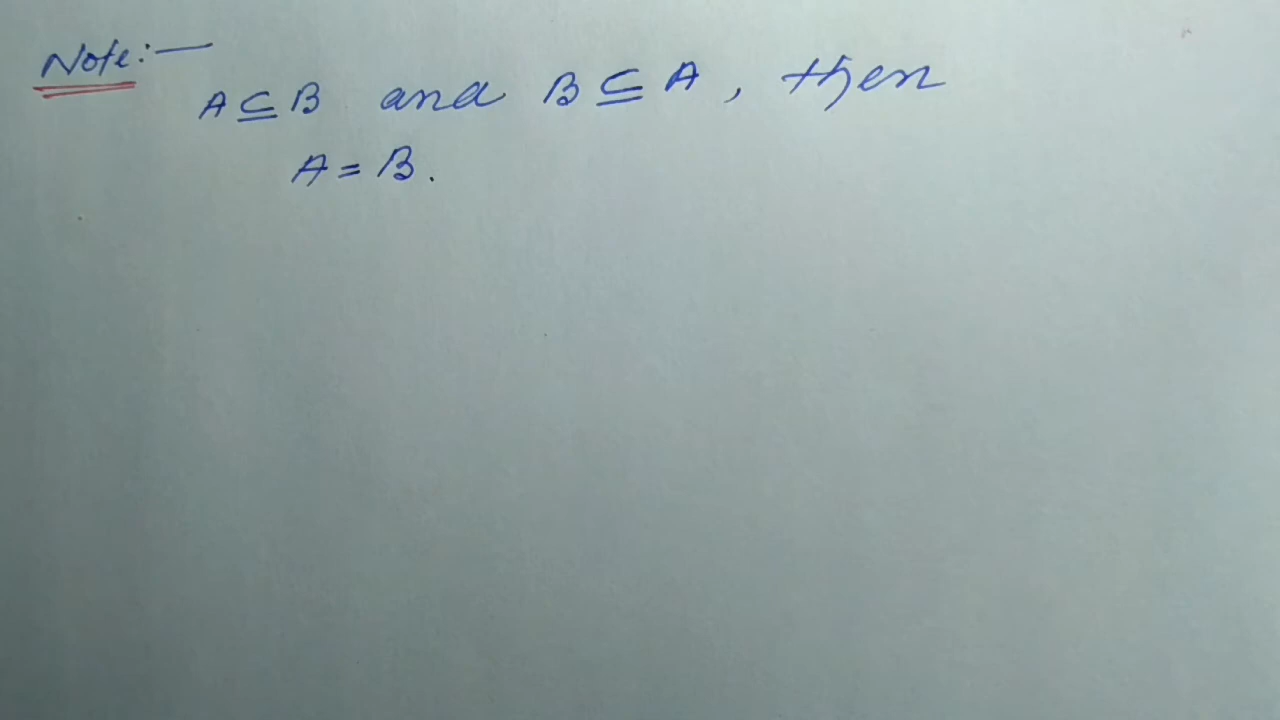 Note:—
A ⊆ B and B ⊆ A, then
A = B.